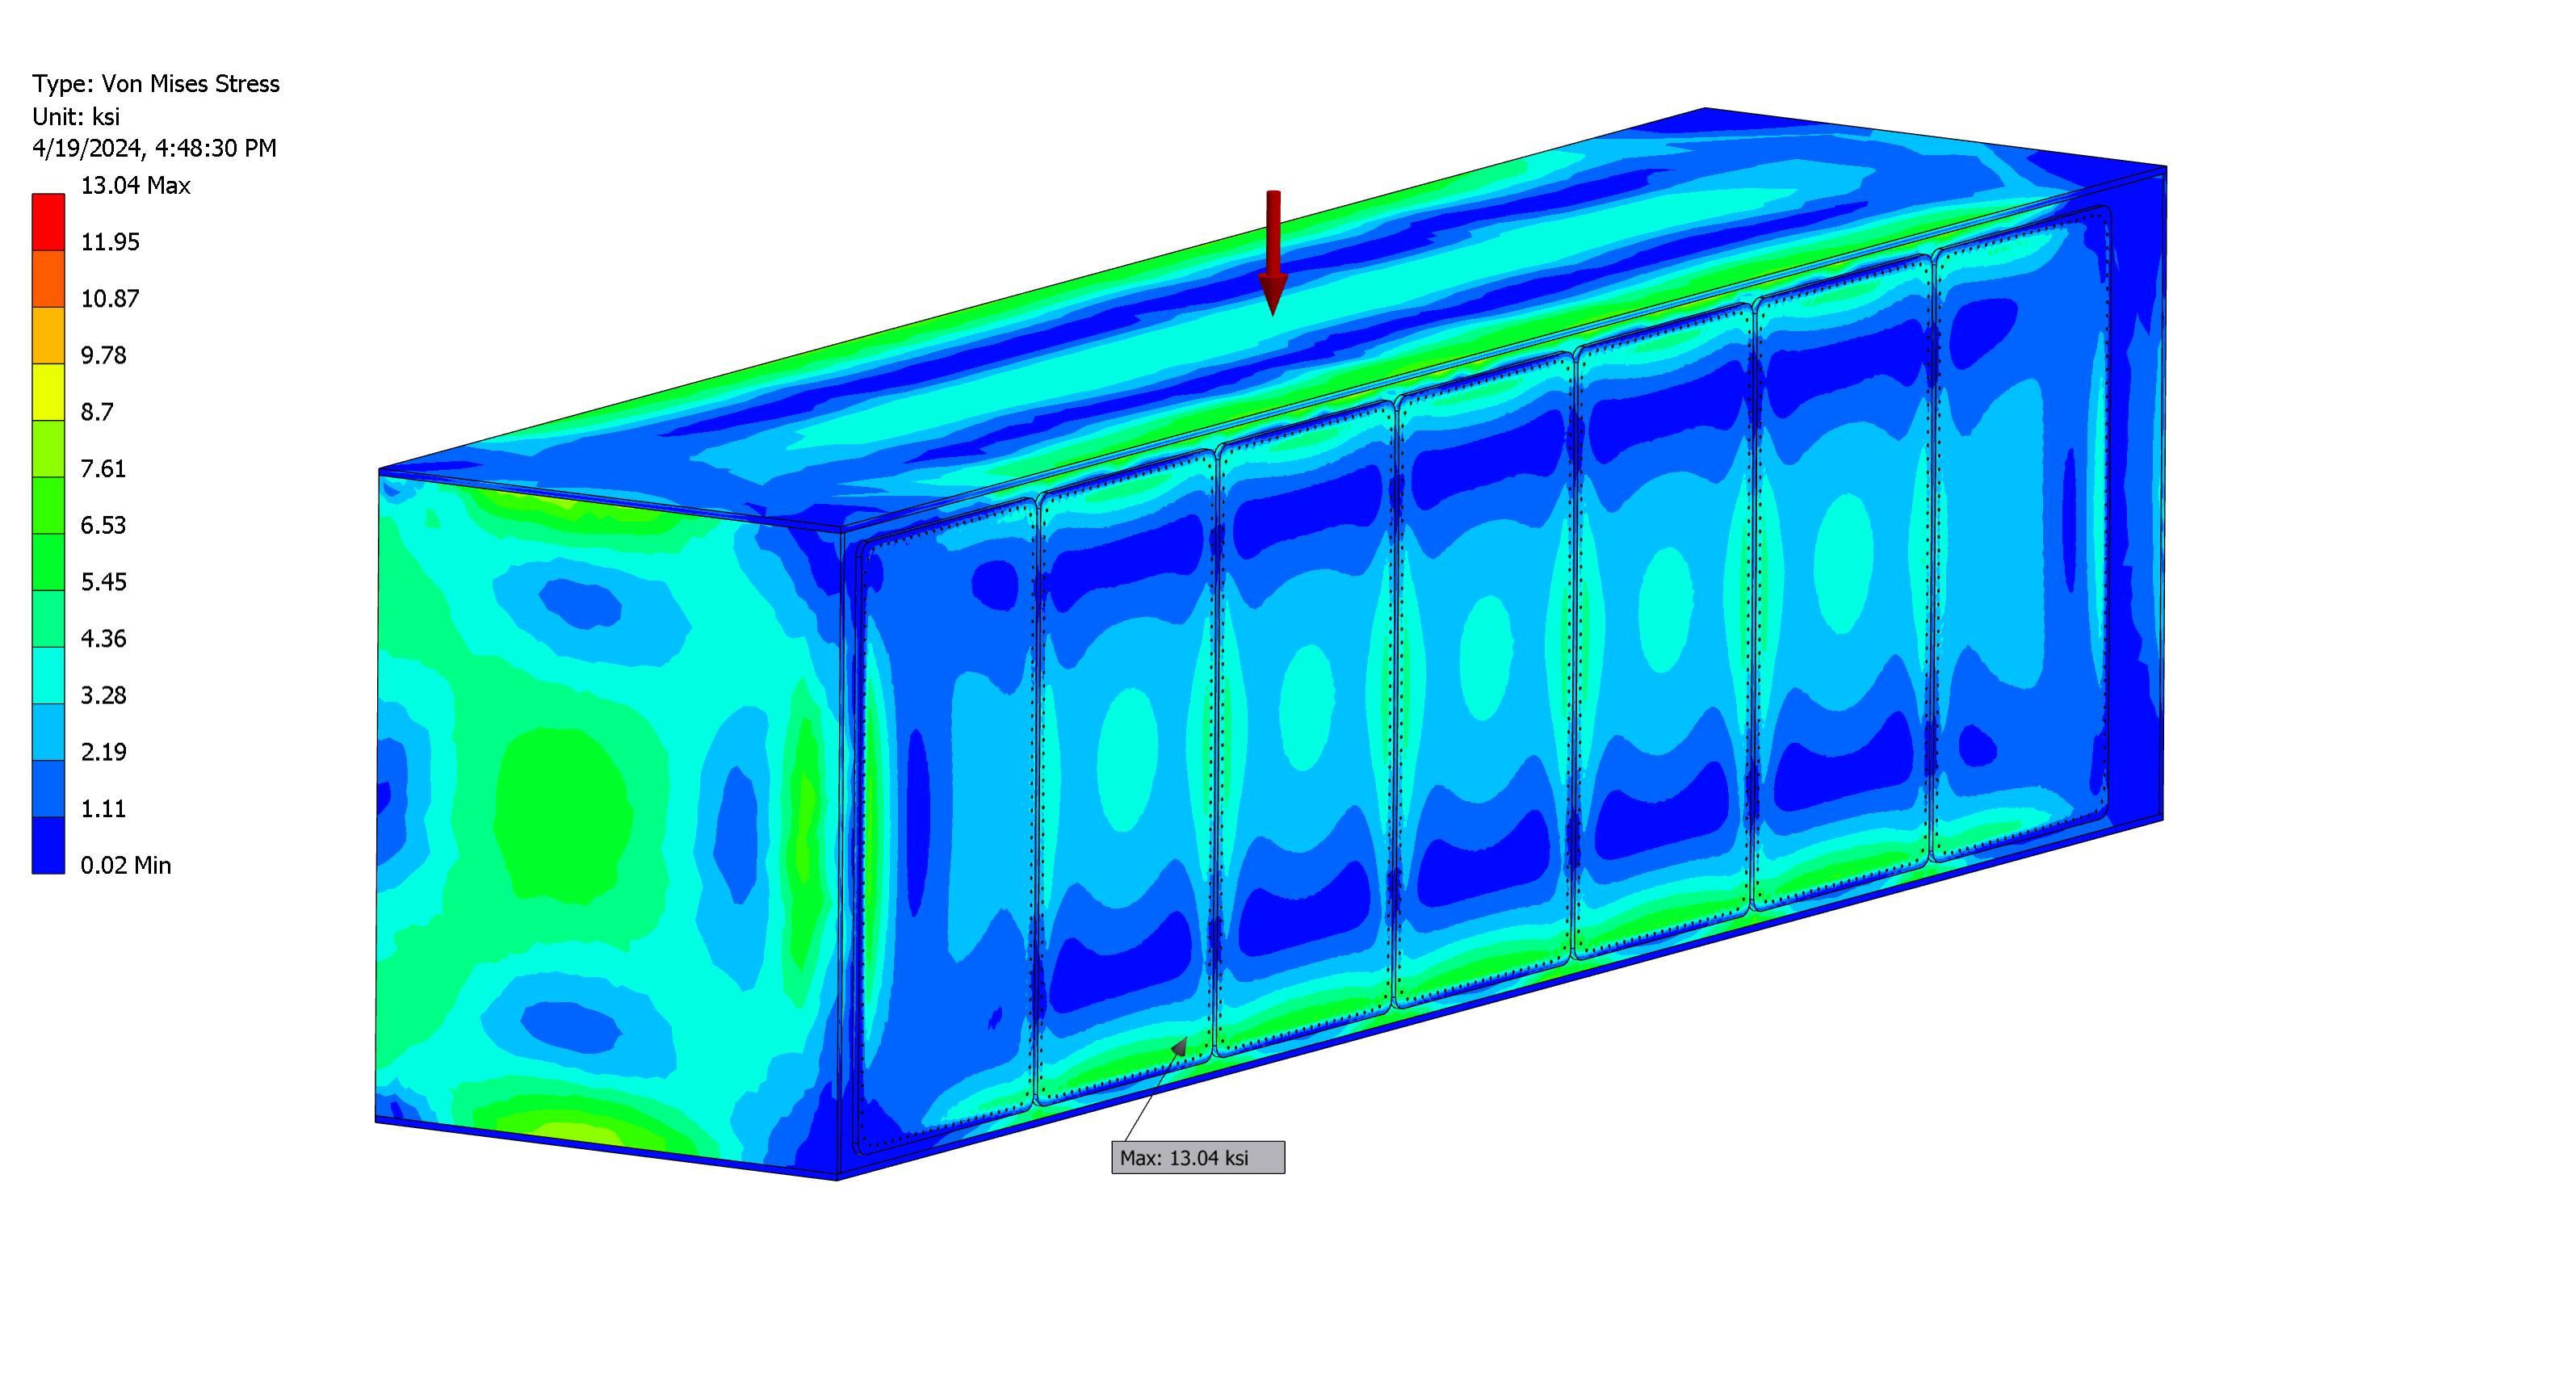 Type: Von Mises Stress
Unit: ksi
4/19/2024, 4:48:30 PM
13.04 Max
11.95
10.87
9.78
8.7
7.61
6.53
5.45
4.36
3.28
2.19
1.11
0.02 Min
Max: 13.04 ksi